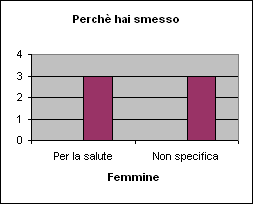 Perchè hai smesso
4
3
2
1
0
Per la salute
Non specifica
Femmine